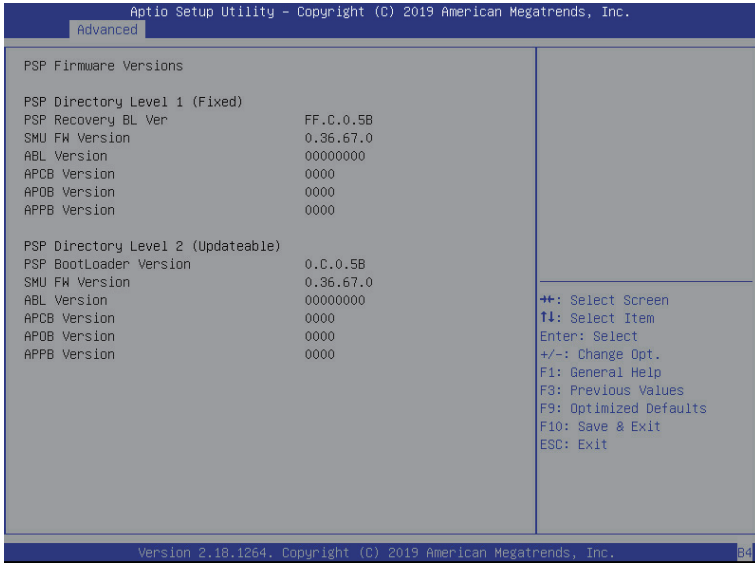 Aptio Setup Utility – Copyright (C) 2019 American Megatrends, Inc.
Advanced
PSP Firmware Versions
PSP Directory Level 1 (Fixed)
PSP Recovery BL Ver FF.C.0.5B
SMU FW Version 0.36.67.0
ABL Version 00000000
APCB Version 0000
APOB Version 0000
APPB Version 0000
PSP Directory Level 2 (Updateable)
PSP BootLoader Version 0.C.0.5B
SMU FW Version 0.36.67.0
ABL Version 00000000
APCB Version 0000
APOB Version 0000
APPB Version 0000
→←: Select Screen
↑↓: Select Item
Enter: Select
+/-: Change Opt.
F1: General Help
F3: Previous Values
F9: Optimized Defaults
F10: Save & Exit
ESC: Exit
Version 2.18.1264. Copyright (C) 2019 American Megatrends, Inc.
B4